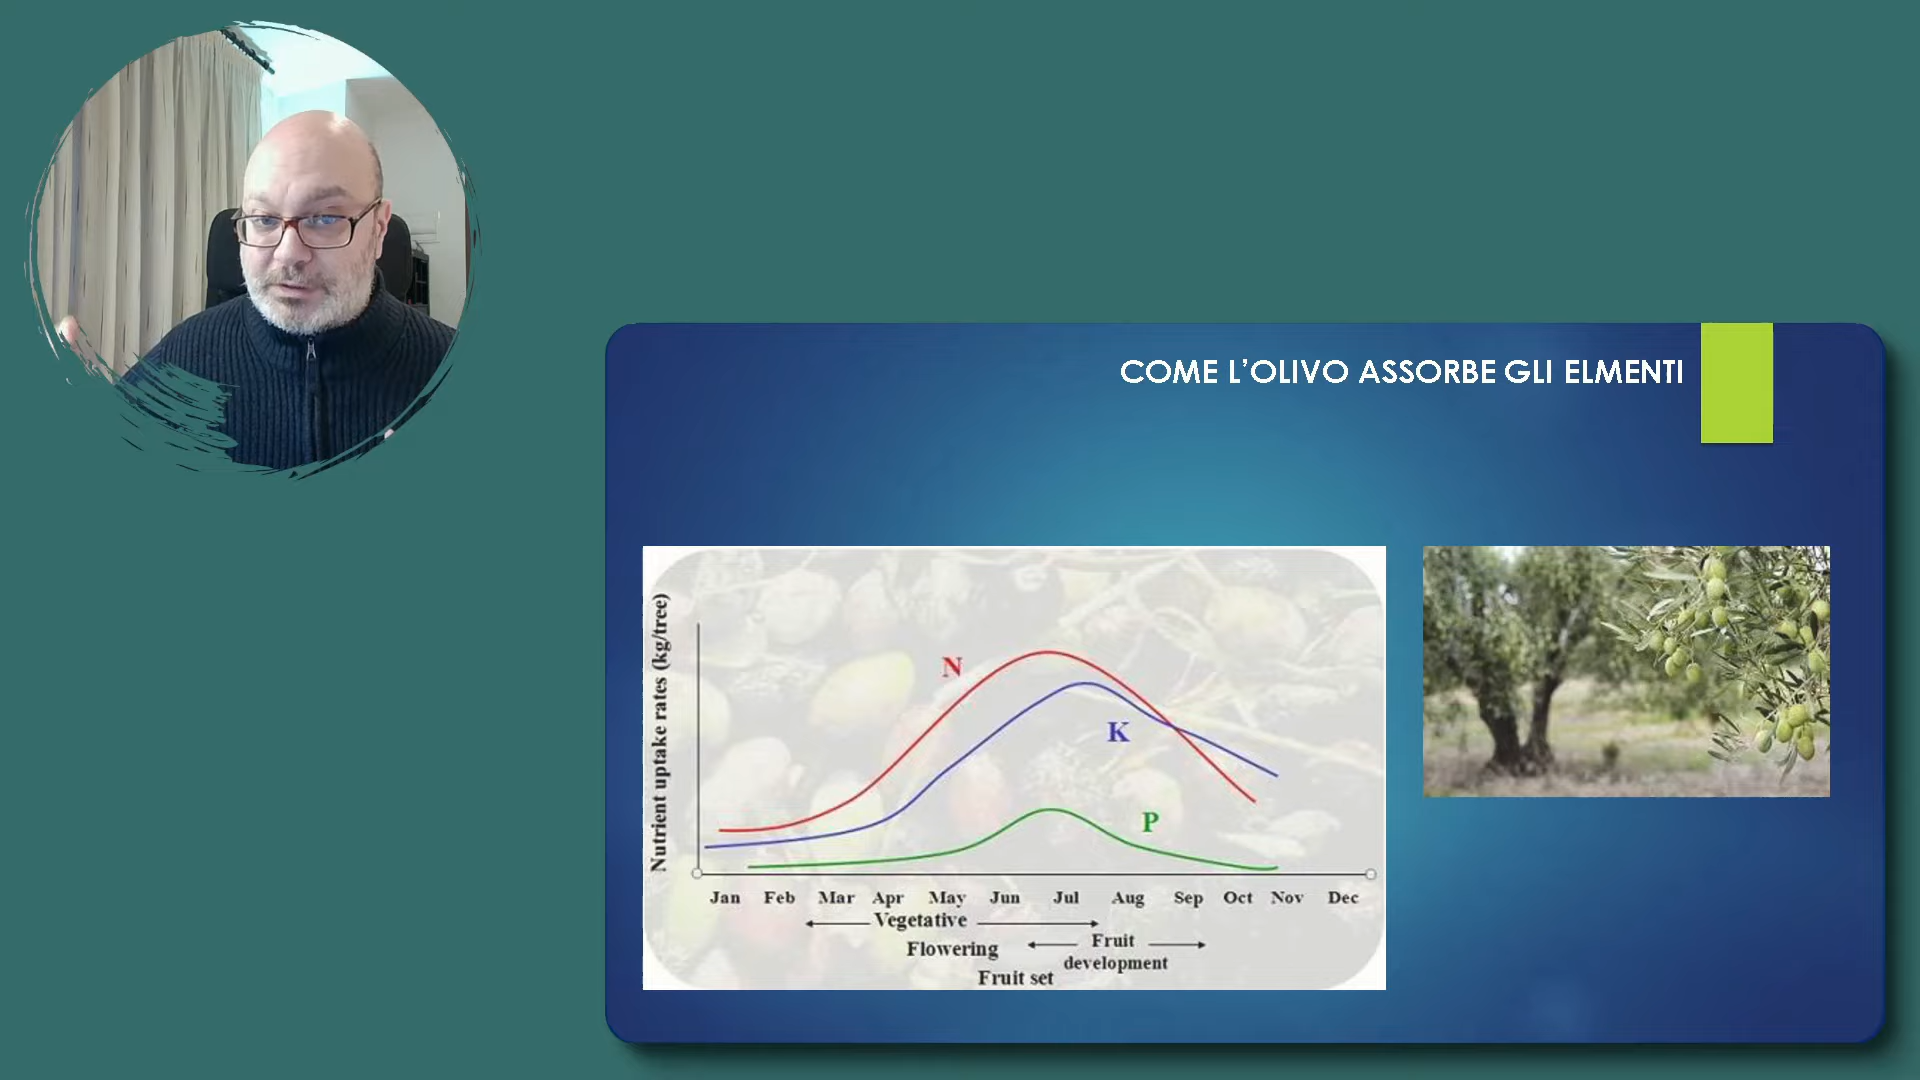 COME L'OLIVO ASSORBE GLI ELMENTI
Nutrient uptake rates (kg/tree)
N
K
P
Jan Feb Mar Apr May Jun Jul Aug Sep Oct Nov Dec
Vegetative
Flowering
Fruit
development
Fruit set